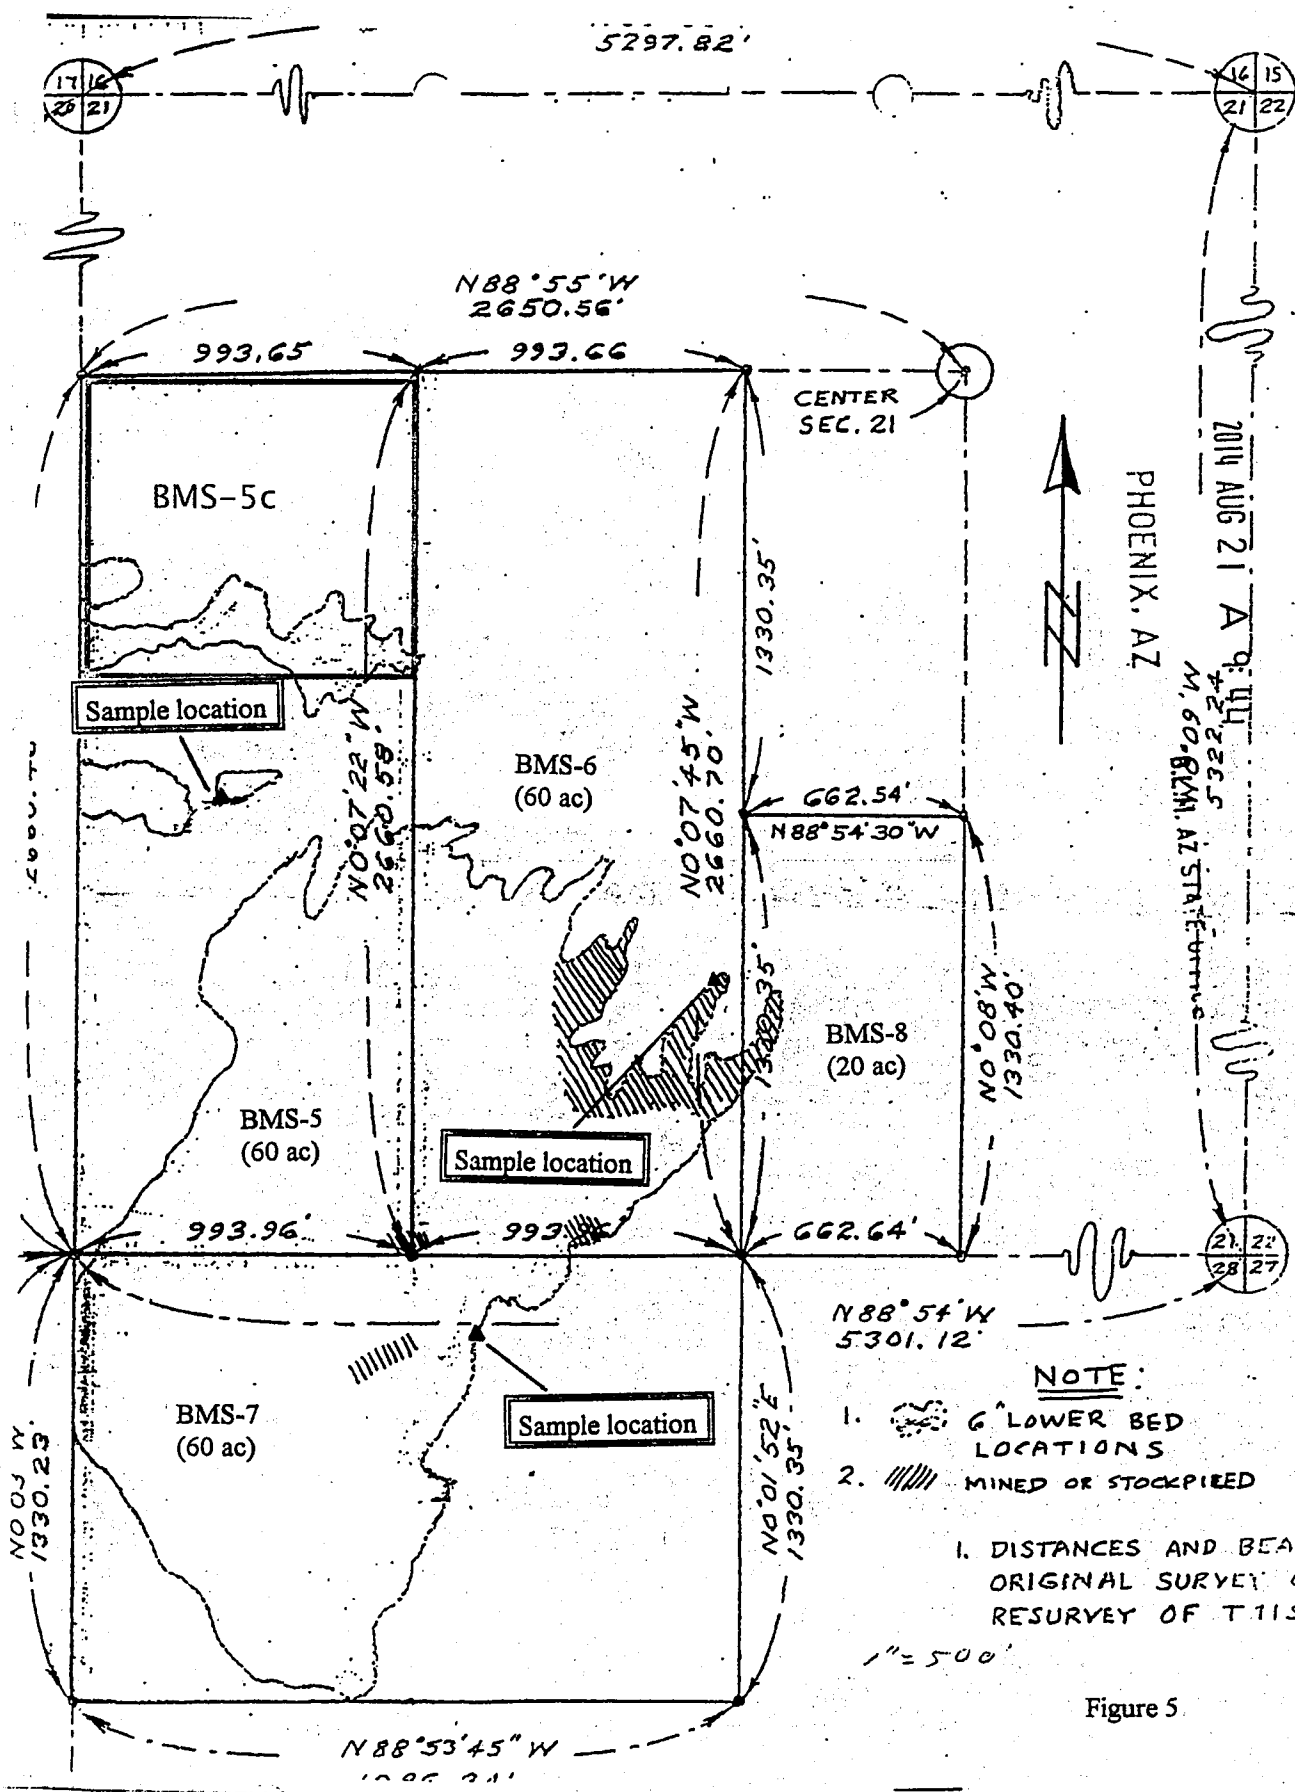 5297.82'
17 16
20 21
16 15
21 22
N88°55'W
2650.56'
993.65
993.66
CENTER
SEC. 21
BMS-5c
PHOENIX, AZ
2014 AUG 21 A 9:44
1330.35'
Sample location
N0°07'22"W
2660.58'
BMS-6
(60 ac)
N0°07'45"W
2660.70'
5322.24
662.54'
N88°54'30"W
1330.35'
BMS-8
(20 ac)
N0°08'W
1330.40'
BMS-5
(60 ac)
Sample location
993.96'
662.64'
21 22
28 27
N88°54'W
5301.12'
NOTE:
1. 6" LOWER BED
LOCATIONS
2. MINED OR STOCKPILED
BMS-7
(60 ac)
Sample location
1330.23'
N0°01'52"E
1330.35'
1. DISTANCES AND
ORIGINAL SURVEY
RESURVEY OF
1"=500'
Figure 5
N88°53'45"W